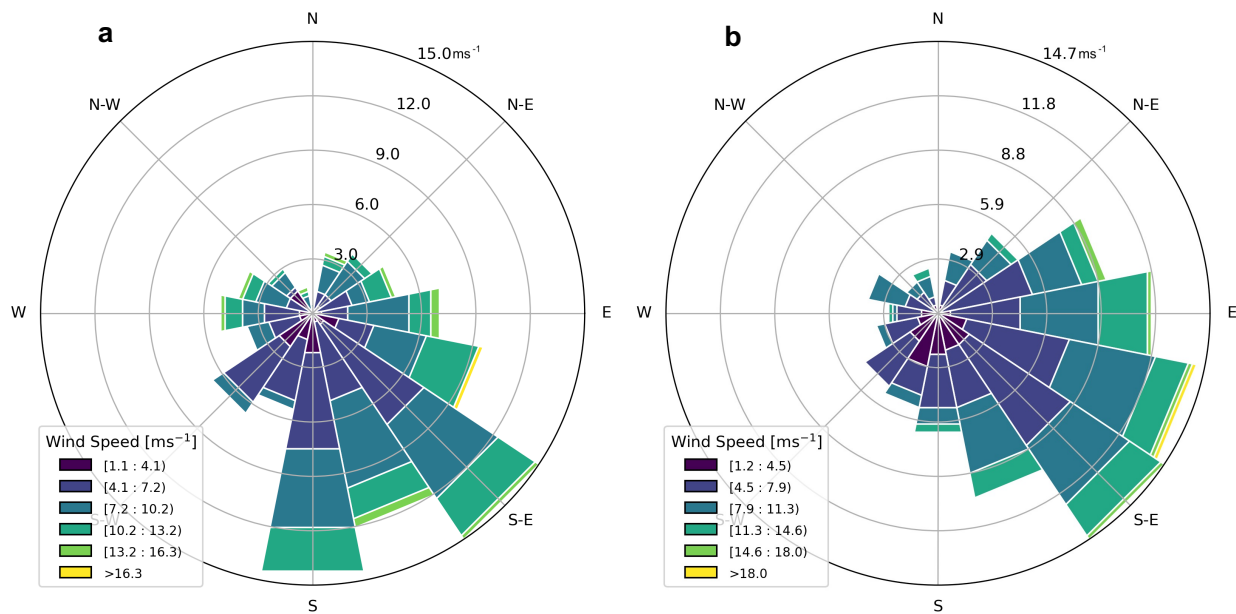 a
N
15.0ms⁻¹
N-W
12.0
N-E
9.0
6.0
3.0
W
E
Wind Speed [ms⁻¹]
[1.1 : 4.1)
[4.1 : 7.2)
[7.2 : 10.2)
[10.2 : 13.2)
[13.2 : 16.3)
>16.3
S-W
S-E
S
b
N
14.7ms⁻¹
N-W
11.8
N-E
8.8
5.9
2.9
W
E
Wind Speed [ms⁻¹]
[1.2 : 4.5)
[4.5 : 7.9)
[7.9 : 11.3)
[11.3 : 14.6)
[14.6 : 18.0)
>18.0
S-W
S-E
S